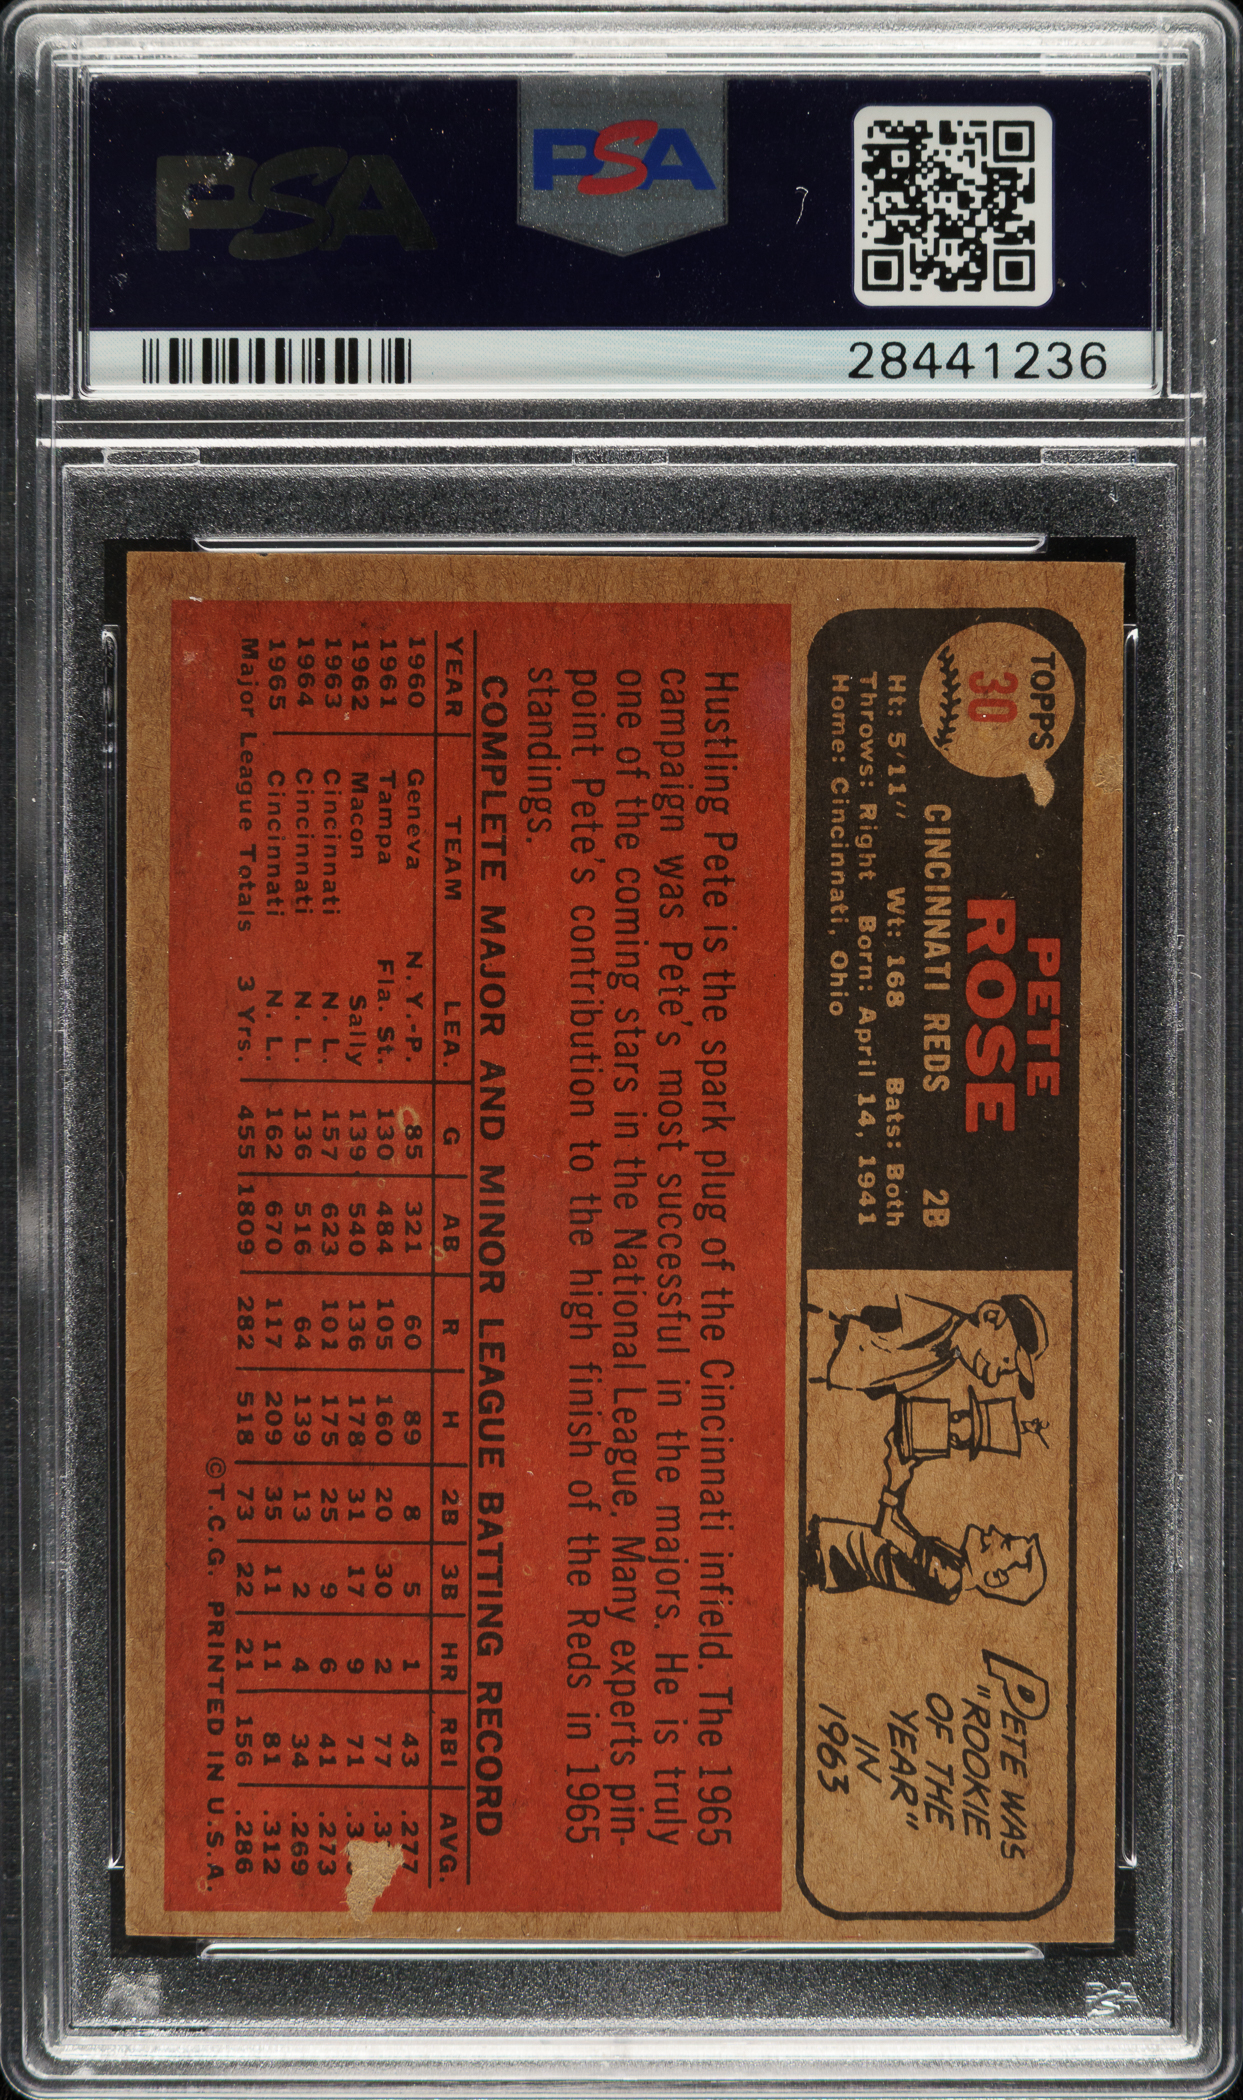 PSA
PSA
28441236
TOPPS
30
PETE
ROSE
CINCINNATI REDS 2B
Ht: 5'11" Wt: 168 Bats: Both
Throws: Right Born: April 14, 1941
Home: Cincinnati, Ohio
PETE WAS
"ROOKIE
OF THE
YEAR"
IN
1963
Hustling Pete is the spark plug of the Cincinnati infield. The 1965
campaign was Pete's most successful in the majors. He is truly
one of the coming stars in the National League. Many experts pin-
point Pete's contribution to the high finish of the Reds in 1965
standings.
COMPLETE MAJOR AND MINOR LEAGUE BATTING RECORD
YEAR TEAM LEA. G AB R H 2B 3B HR RBI AVG.
1960 Geneva N.Y.-P. 85 321 60 89 8 5 1 43 .277
1961 Tampa Fla. St. 130 484 105 160 20 30 2 77
1962 Macon Sally 139 540 136 178 31 17 9 71
1963 Cincinnati N. L. 157 623 101 175 25 9 6 41 .273
1964 Cincinnati N. L. 136 516 64 139 13 2 4 34 .269
1965 Cincinnati N. L. 162 670 117 209 35 11 11 81 .312
Major League Totals 3 Yrs. 455 1809 282 518 73 22 21 156 .286
©T.C.G. PRINTED IN U.S.A.
PSA